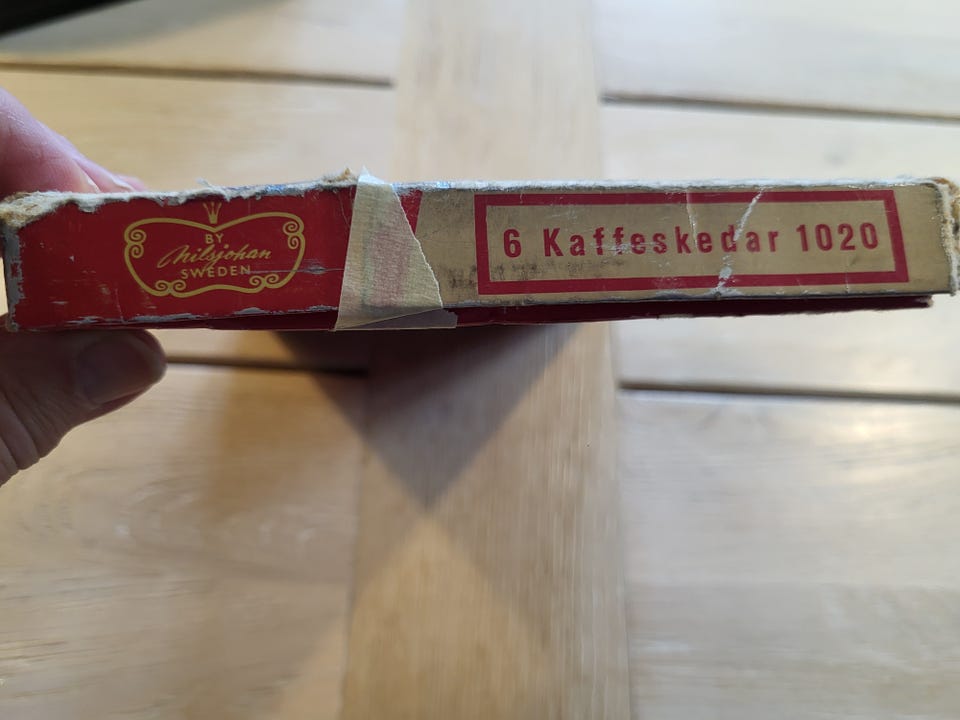 BY
Nilsjohan
SWEDEN
6 Kaffeskedar 1020